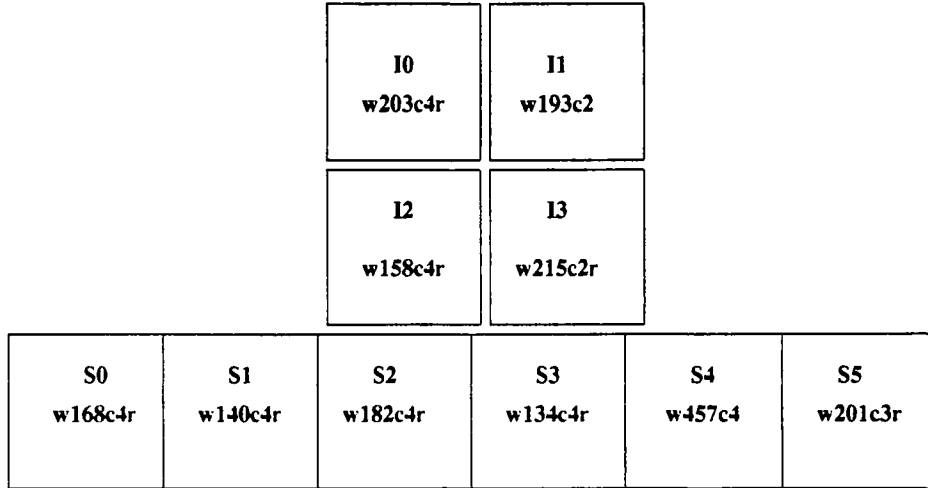 I0 I1
w203c4r w193c2
I2 I3
w158c4r w215c2r
S0 S1 S2 S3 S4 S5
w168c4r w140c4r w182c4r w134c4r w457c4 w201c3r